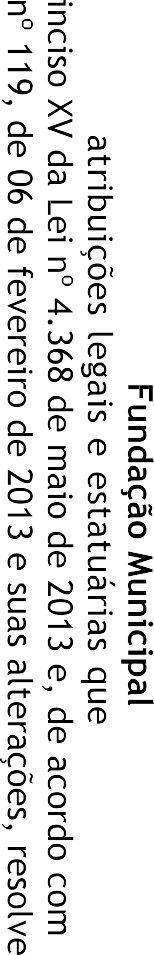 Fundação Municipal
atribuições legais e estatuárias que
inciso XV da Lei nº 4.368 de maio de 2013 e, de acordo com
nº 119, de 06 de fevereiro de 2013 e suas alterações, resolve